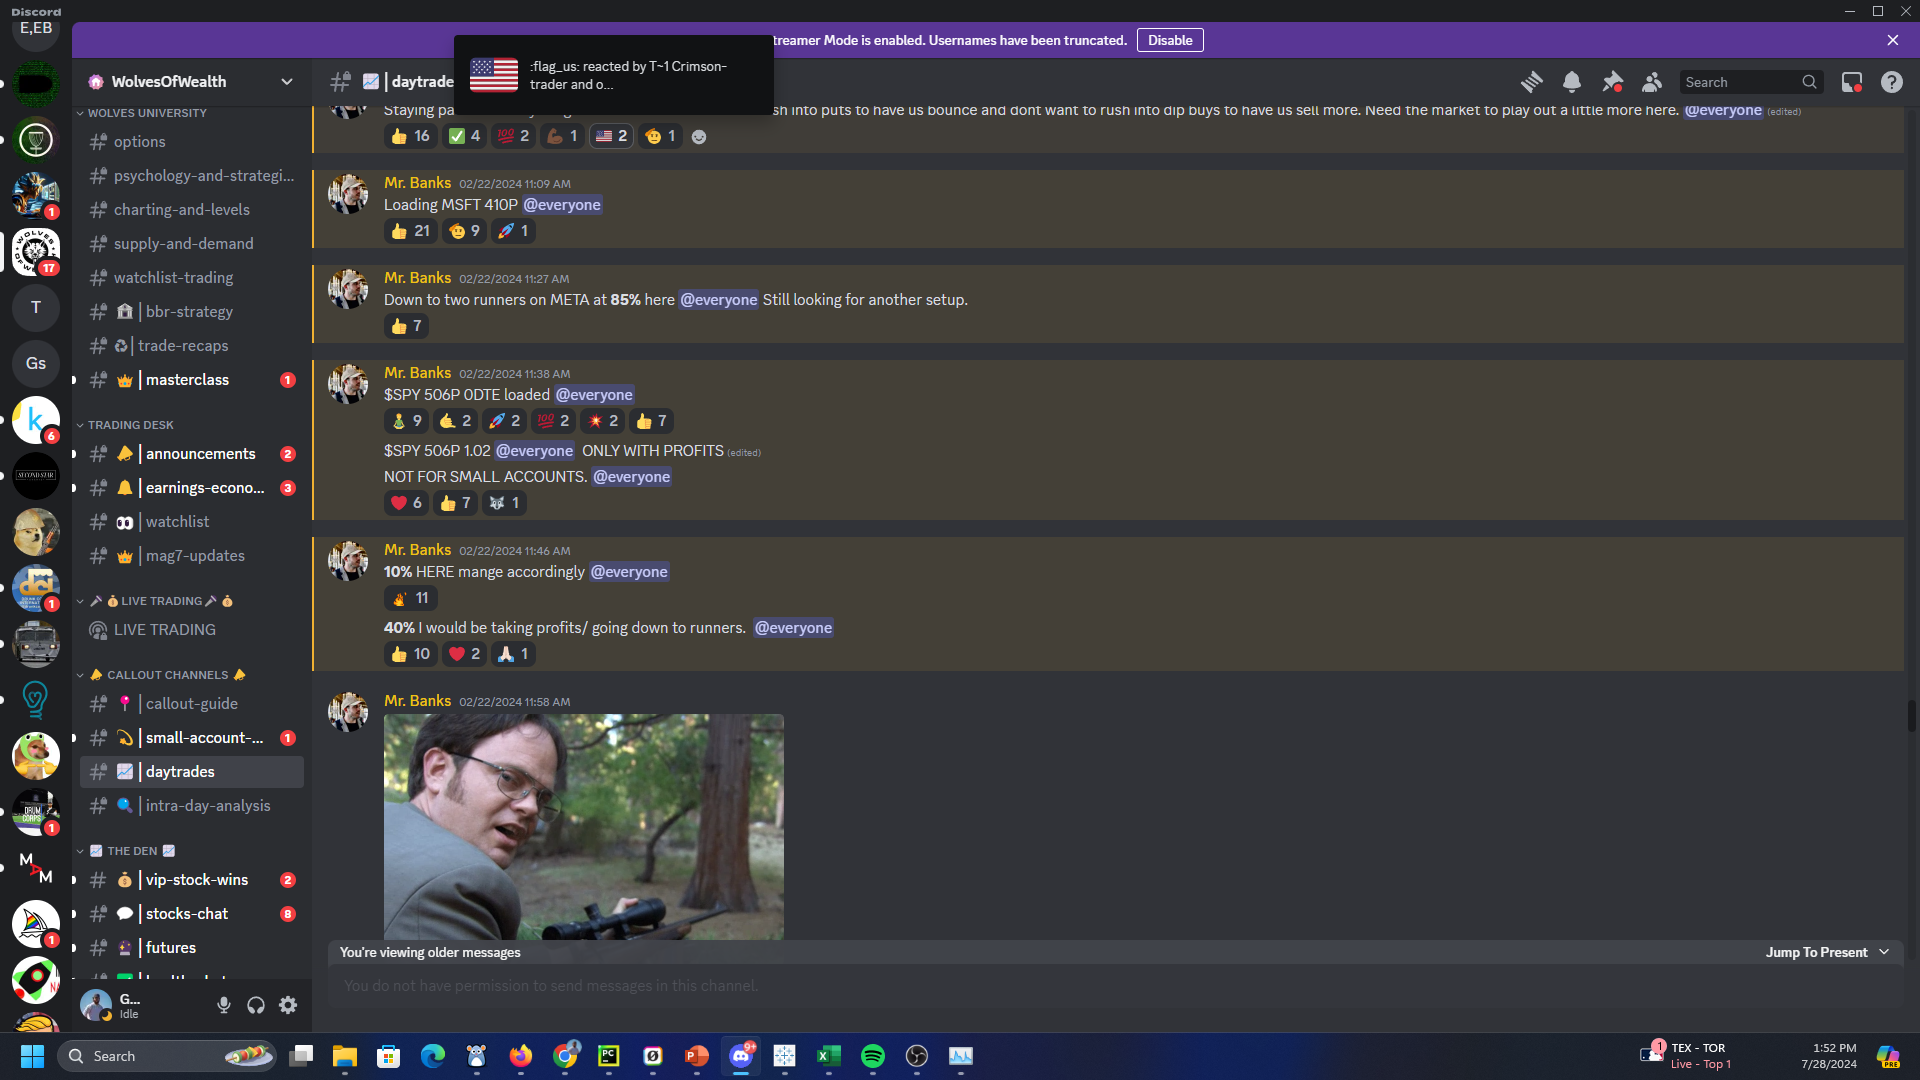 Discord
E,EB
treamer Mode is enabled. Usernames have been truncated.
Disable
:flag_us: reacted by T~1 Crimson-
trader and o...
WolvesOfWealth
| daytrade
Search
WOLVES UNIVERSITY
options
psychology-and-strategi...
charting-and-levels
supply-and-demand
watchlist-trading
| bbr-strategy
| trade-recaps
| masterclass
1
TRADING DESK
| announcements
2
| earnings-econo...
3
| watchlist
| mag7-updates
LIVE TRADING
LIVE TRADING
CALLOUT CHANNELS
| callout-guide
| small-account-...
1
| daytrades
| intra-day-analysis
THE DEN
| vip-stock-wins
2
| stocks-chat
8
| futures
1
17
T
Gs
k
6
dci
1
DRUM
CORPS
1
M
A
M
1
G...
Idle
Staying pa
sh into puts to have us bounce and dont want to rush into dip buys to have us sell more. Need the market to play out a little more here. @everyone (edited)
16 4 2 1 2 1
Mr. Banks 02/22/2024 11:09 AM
Loading MSFT 410P @everyone
21 9 1
Mr. Banks 02/22/2024 11:27 AM
Down to two runners on META at 85% here @everyone Still looking for another setup.
7
Mr. Banks 02/22/2024 11:38 AM
$SPY 506P 0DTE loaded @everyone
9 2 2 2 2 7
$SPY 506P 1.02 @everyone ONLY WITH PROFITS (edited)
NOT FOR SMALL ACCOUNTS. @everyone
6 7 1
Mr. Banks 02/22/2024 11:46 AM
10% HERE mange accordingly @everyone
11
40% I would be taking profits/ going down to runners. @everyone
10 2 1
Mr. Banks 02/22/2024 11:58 AM
You're viewing older messages
Jump To Present
You do not have permission to send messages in this channel.
Search
9+
1
TEX - TOR
Live - Top 1
1:52 PM
7/28/2024